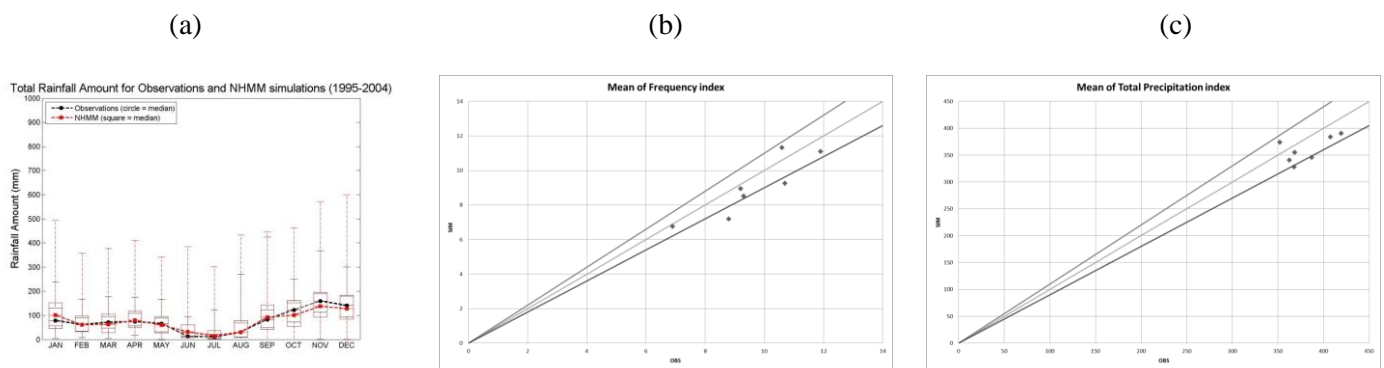 (a)
(b)
(c)
Total Rainfall Amount for Observations and NHMM simulations (1995-2004)
Rainfall Amount (mm)
1000
900
800
700
600
500
400
300
200
100
0
Observations (circle = median)
NHMM (square = median)
JAN FEB MAR APR MAY JUN JUL AUG SEP OCT NOV DEC
Mean of Frequency index
SIM
14
12
10
8
6
4
2
0
0 2 4 6 8 10 12 14
OBS
Mean of Total Precipitation index
SIM
450
400
350
300
250
200
150
100
50
0
0 50 100 150 200 250 300 350 400 450
OBS